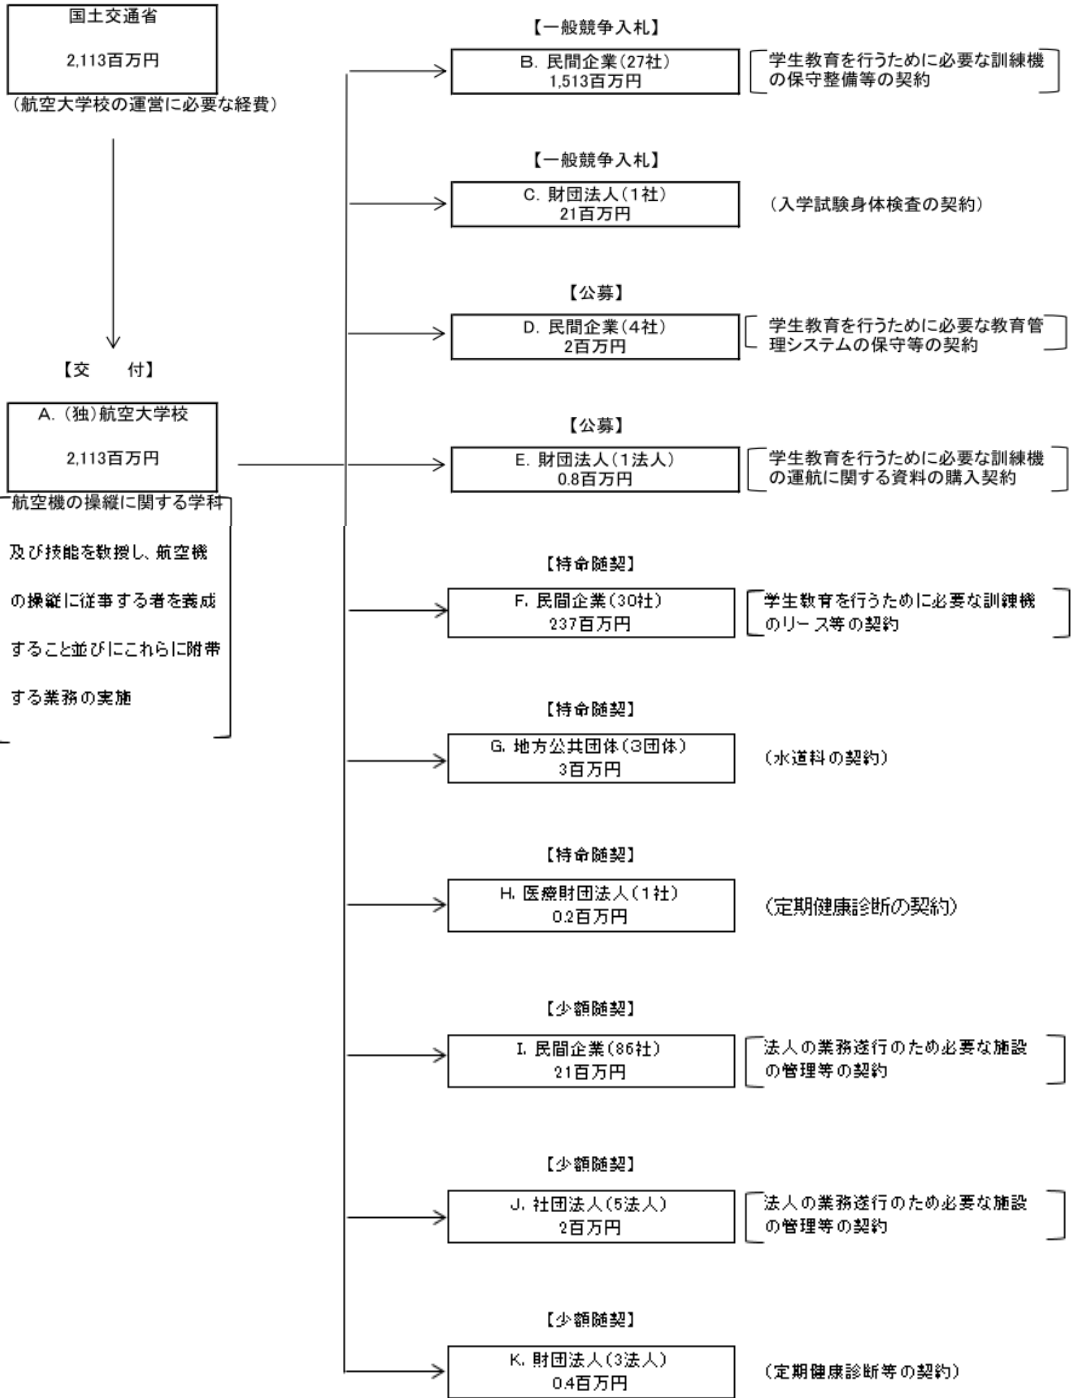 国土交通省
2,113百万円
(航空大学校の運営に必要な経費)
【交　　付】
A. (独)航空大学校
2,113百万円
航空機の操縦に関する学科
及び技能を教授し、航空機
の操縦に従事する者を養成
すること並びにこれらに附帯
する業務の実施
【一般競争入札】
B. 民間企業(27社)
1,513百万円
学生教育を行うために必要な訓練機
の保守整備等の契約
【一般競争入札】
C. 財団法人(1社)
21百万円
(入学試験身体検査の契約)
【公募】
D. 民間企業(4社)
2百万円
学生教育を行うために必要な教育管
理システムの保守等の契約
【公募】
E. 財団法人(1法人)
0.8百万円
学生教育を行うために必要な訓練機
の運航に関する資料の購入契約
【特命随契】
F. 民間企業(30社)
237百万円
学生教育を行うために必要な訓練機
のリース等の契約
【特命随契】
G. 地方公共団体(3団体)
3百万円
(水道料の契約)
【特命随契】
H. 医療財団法人(1社)
0.2百万円
(定期健康診断の契約)
【少額随契】
I. 民間企業(86社)
21百万円
法人の業務遂行のため必要な施設
の管理等の契約
【少額随契】
J. 社団法人(5法人)
2百万円
法人の業務遂行のため必要な施設
の管理等の契約
【少額随契】
K. 財団法人(3法人)
0.4百万円
(定期健康診断等の契約)